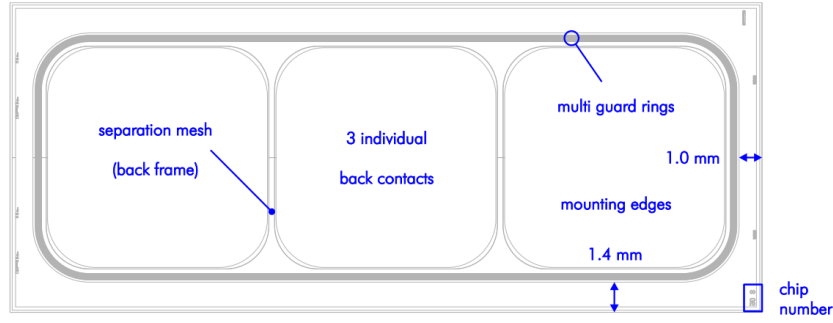 multi guard rings
separation mesh
(back frame)
3 individual
back contacts
1.0 mm
mounting edges
1.4 mm
chip
number